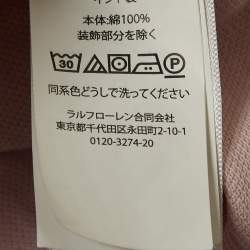 本体:綿100%
装飾部分を除く
30 P
同系色どうしで洗ってください
ラルフローレン合同会社
東京都千代田区永田町2-10-1
0120-3274-20